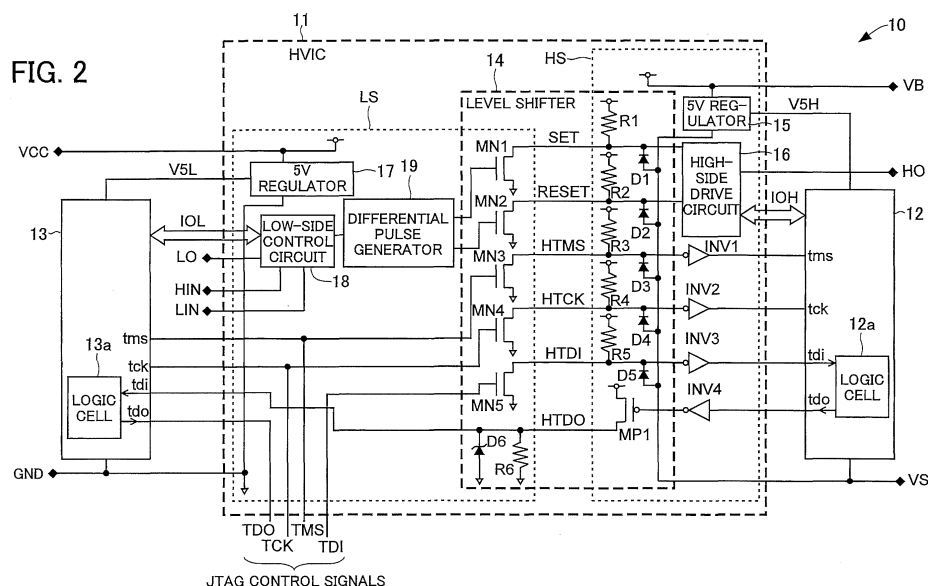 FIG. 2
10
11
HVIC
HS
14
LEVEL SHIFTER
LS
VB
5V REG-
ULATOR
V5H
15
R1
SET
VCC
V5L
5V
REGULATOR
17
19
MN1
D1
16
HIGH-
SIDE
DRIVE
CIRCUIT
HO
R2
RESET
MN2
D2
IOH
12
13
IOL
LOW-SIDE
CONTROL
CIRCUIT
18
DIFFERENTIAL
PULSE
GENERATOR
LO
HIN
LIN
R3
HTMS
MN3
D3
INV1
tms
R4
HTCK
MN4
D4
INV2
tck
R5
HTDI
MN5
D5
INV3
tdi
12a
LOGIC
CELL
tdo
INV4
MP1
HTDO
D6
R6
tms
tck
tdi
tdo
13a
LOGIC
CELL
GND
VS
TDO
TCK
TMS
TDI
JTAG CONTROL SIGNALS